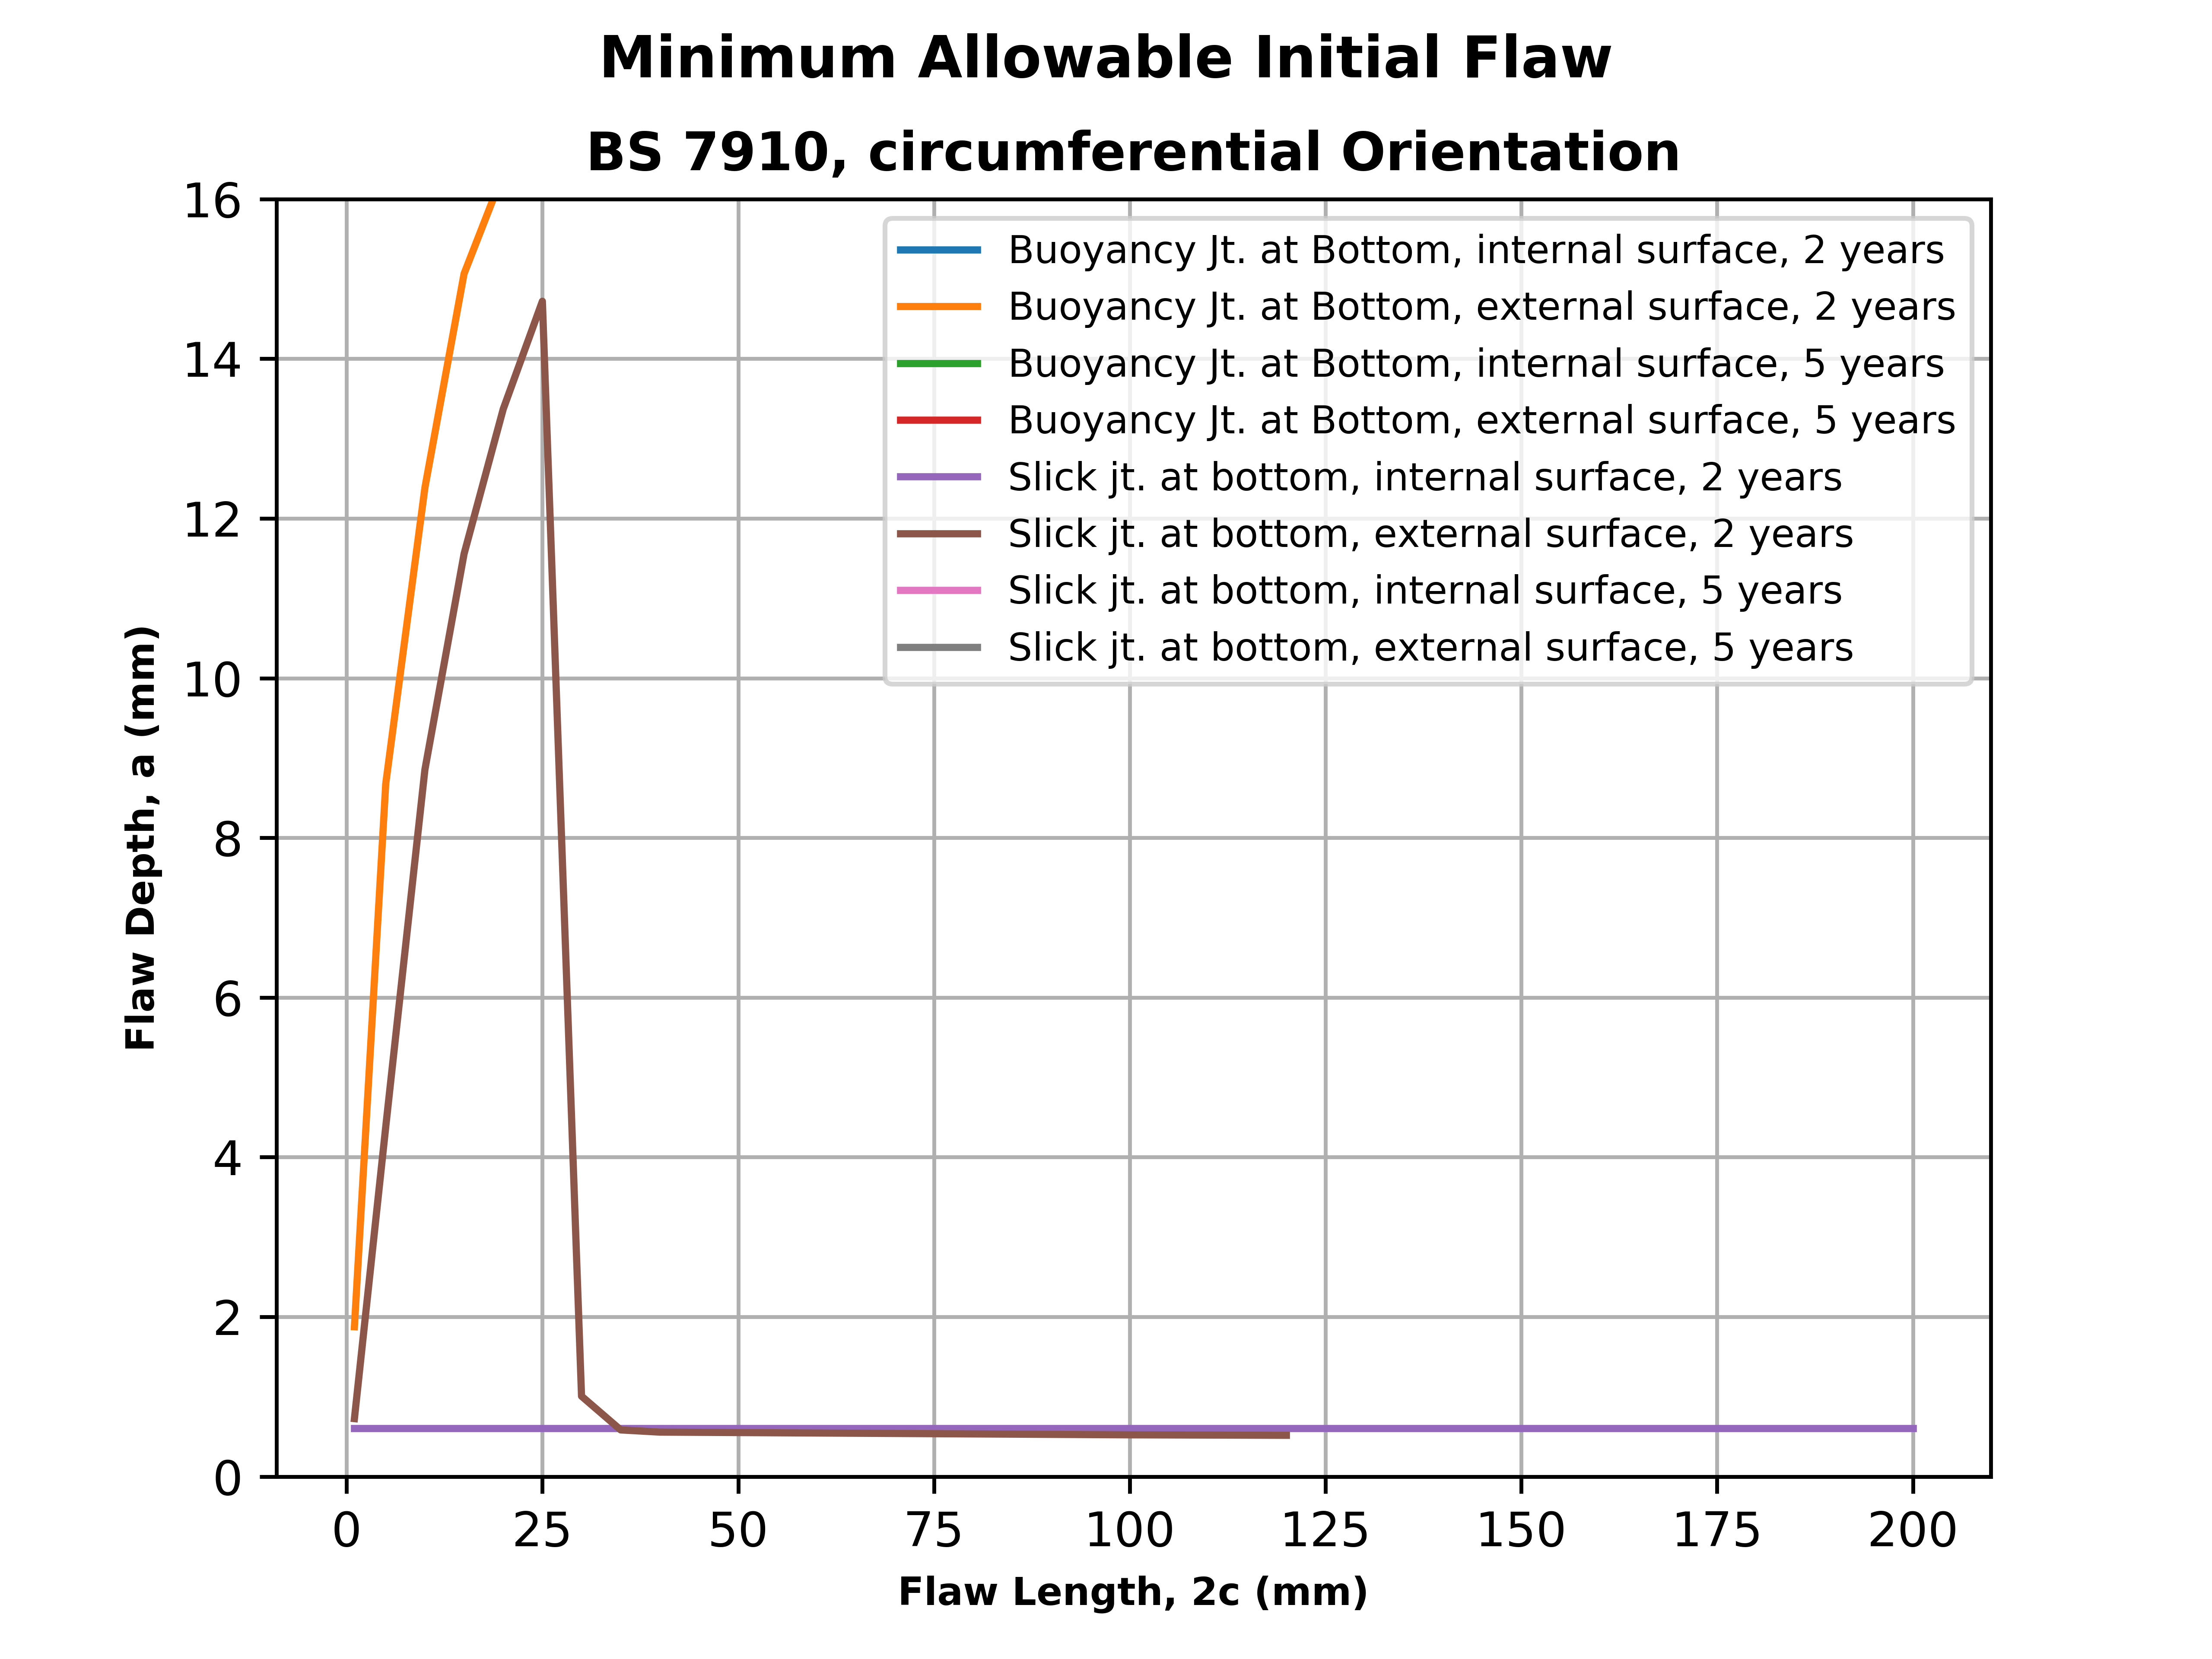 Minimum Allowable Initial Flaw
BS 7910, circumferential Orientation
16
14
12
10
8
6
4
2
0
Flaw Depth, a (mm)
Buoyancy Jt. at Bottom, internal surface, 2 years
Buoyancy Jt. at Bottom, external surface, 2 years
Buoyancy Jt. at Bottom, internal surface, 5 years
Buoyancy Jt. at Bottom, external surface, 5 years
Slick jt. at bottom, internal surface, 2 years
Slick jt. at bottom, external surface, 2 years
Slick jt. at bottom, internal surface, 5 years
Slick jt. at bottom, external surface, 5 years
0 25 50 75 100 125 150 175 200
Flaw Length, 2c (mm)